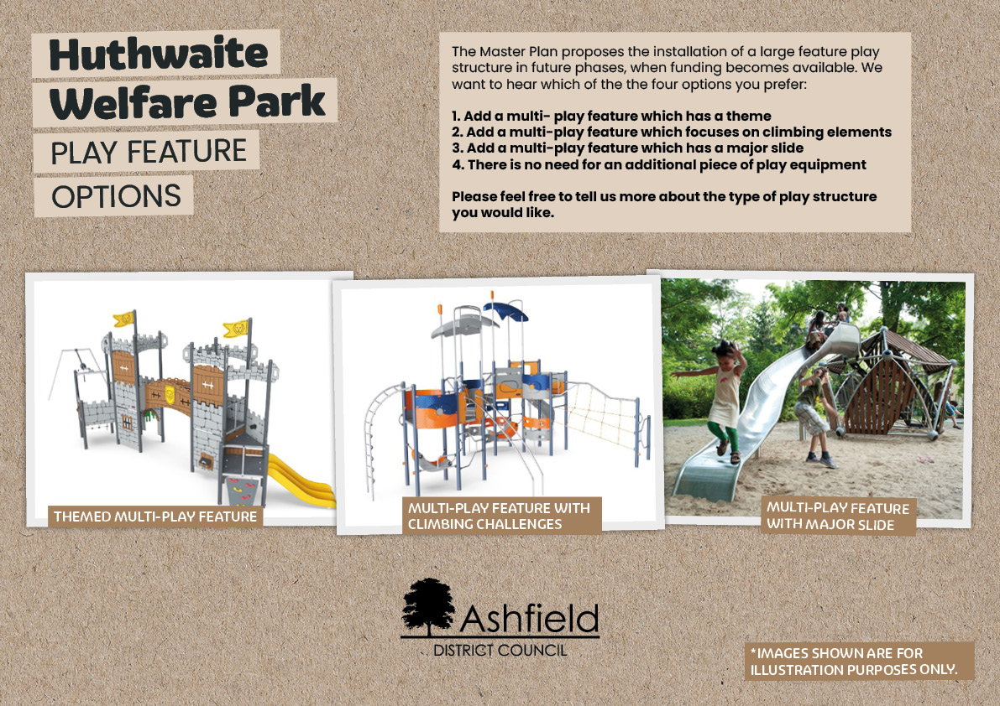 Huthwaite
Welfare Park
PLAY FEATURE
OPTIONS
The Master Plan proposes the installation of a large feature play
structure in future phases, when funding becomes available. We
want to hear which of the the four options you prefer:
1. Add a multi- play feature which has a theme
2. Add a multi-play feature which focuses on climbing elements
3. Add a multi-play feature which has a major slide
4. There is no need for an additional piece of play equipment
Please feel free to tell us more about the type of play structure
you would like.
THEMED MULTI-PLAY FEATURE
MULTI-PLAY FEATURE WITH
CLIMBING CHALLENGES
MULTI-PLAY FEATURE
WITH MAJOR SLIDE
Ashfield
DISTRICT COUNCIL
*IMAGES SHOWN ARE FOR
ILLUSTRATION PURPOSES ONLY.